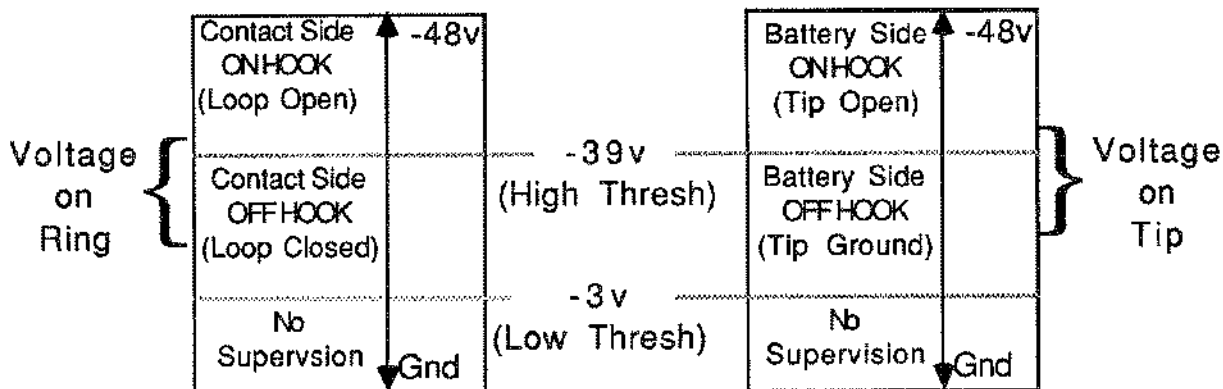 Contact Side
ONHOOK
(Loop Open)
-48v
Battery Side
ONHOOK
(Tip Open)
-48v
Voltage
on
Ring
-39v
(High Thresh)
Voltage
on
Tip
Contact Side
OFFHOOK
(Loop Closed)
Battery Side
OFFHOOK
(Tip Ground)
-3v
(Low Thresh)
No
Supervsion
Gnd
No
Supervision
Gnd